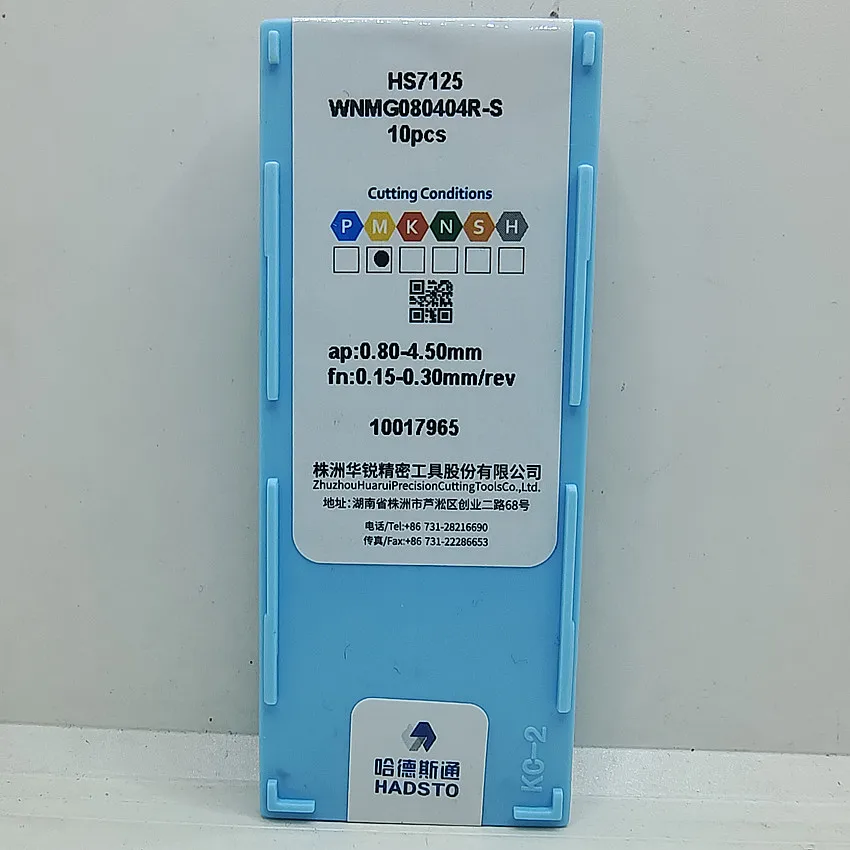 HS7125
WNMG080404R-S
10pcs
Cutting Conditions
P M K N S H
ap:0.80-4.50mm
fn:0.15-0.30mm/rev
10017965
株洲华锐精密工具股份有限公司
ZhuzhouHuaruiPrecisionCuttingToolsCo.,Ltd.
地址: 湖南省株洲市芦淞区创业二路68号
电话/Tel:+86 731-28216690
传真/Fax:+86 731-22286653
KC-2
哈德斯通
HADSTO